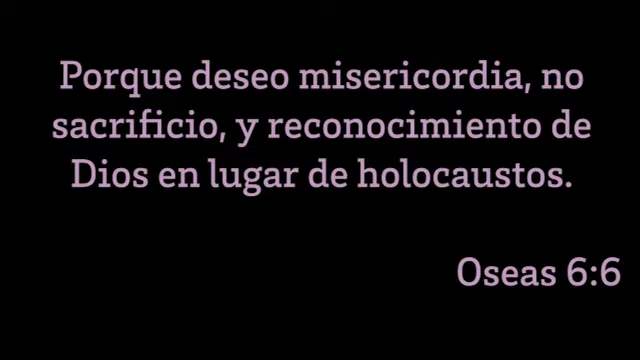 Porque deseo misericordia, no
sacrificio, y reconocimiento de
Dios en lugar de holocaustos.
Oseas 6:6